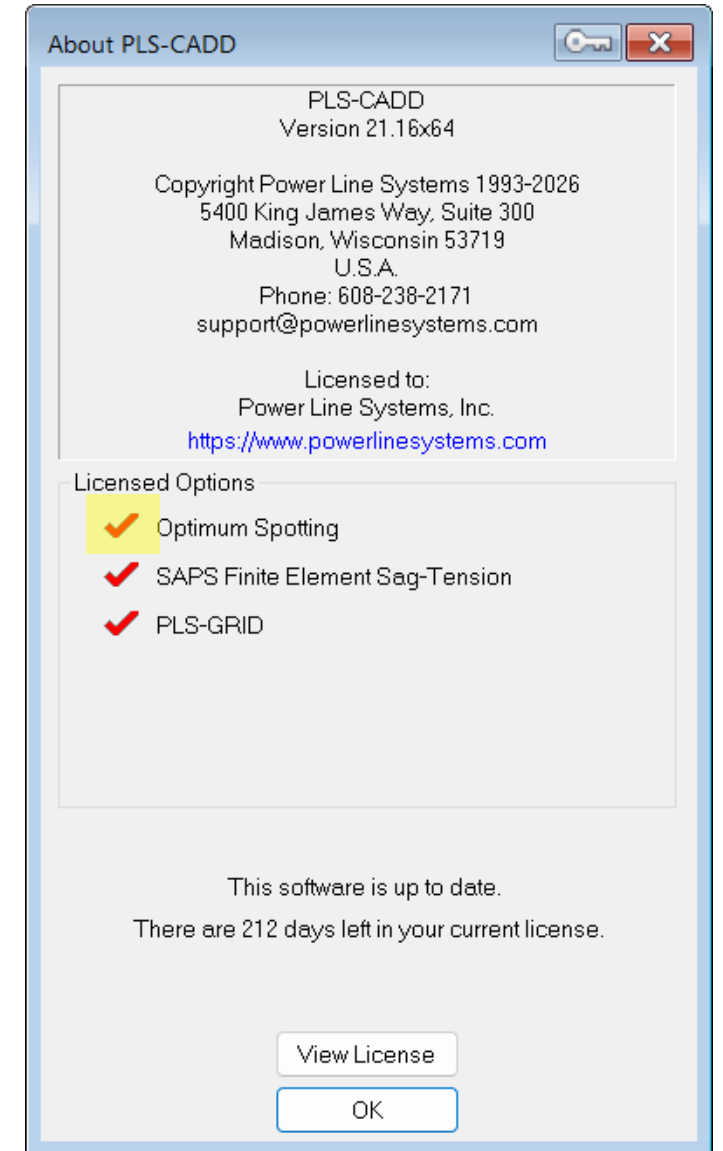 About PLS-CADD
PLS-CADD
Version 21.16x64
Copyright Power Line Systems 1993-2026
5400 King James Way, Suite 300
Madison, Wisconsin 53719
U.S.A.
Phone: 608-238-2171
support@powerlinesystems.com
Licensed to:
Power Line Systems, Inc.
https://www.powerlinesystems.com
Licensed Options
Optimum Spotting
SAPS Finite Element Sag-Tension
PLS-GRID
This software is up to date.
There are 212 days left in your current license.
View License
OK